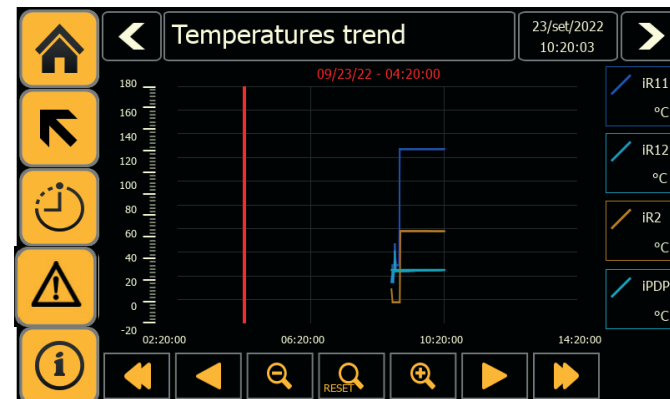 Temperatures trend
23/set/2022
10:20:03
09/23/22 - 04:20:00
180
160
140
120
100
80
60
40
20
0
-20
02:20:00 06:20:00 10:20:00 14:20:00
iR11
°C
iR12
°C
iR2
°C
iPDP
°C
RESET